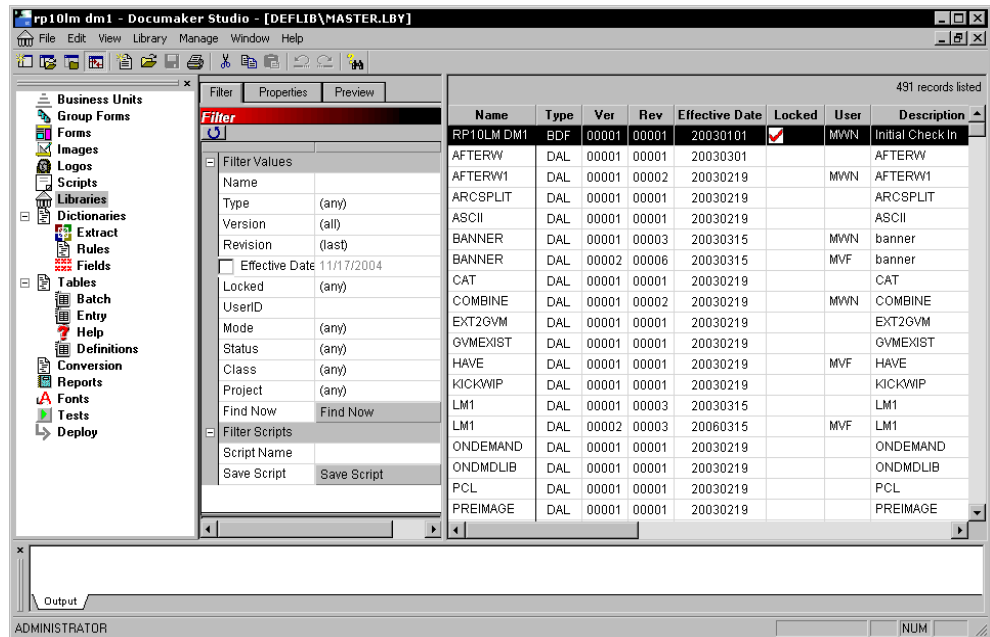 rp10lm dm1 - Documaker Studio - [DEFLIB\MASTER.LBY]
File Edit View Library Manage Window Help
Business Units
Group Forms
Forms
Images
Logos
Scripts
Libraries
Dictionaries
Extract
Rules
Fields
Tables
Batch
Entry
Help
Definitions
Conversion
Reports
Fonts
Tests
Deploy
Filter Properties Preview
Filter
Filter Values
Name
Type (any)
Version (all)
Revision (last)
Effective Date 11/17/2004
Locked (any)
UserID
Mode (any)
Status (any)
Class (any)
Project (any)
Find Now Find Now
Filter Scripts
Script Name
Save Script Save Script
491 records listed
Name Type Ver Rev Effective Date Locked User Description
RP10LM DM1 BDF 00001 00001 20030101 MWN Initial Check In
AFTERW DAL 00001 00001 20030301 AFTERW
AFTERW1 DAL 00001 00002 20030219 MWN AFTERW1
ARCSPLIT DAL 00001 00001 20030219 ARCSPLIT
ASCII DAL 00001 00001 20030219 ASCII
BANNER DAL 00001 00003 20030315 MWN banner
BANNER DAL 00002 00006 20030315 MVF banner
CAT DAL 00001 00001 20030219 CAT
COMBINE DAL 00001 00002 20030219 MWN COMBINE
EXT2GVM DAL 00001 00001 20030219 EXT2GVM
GVMEXIST DAL 00001 00001 20030219 GVMEXIST
HAVE DAL 00001 00001 20030219 MVF HAVE
KICKWIP DAL 00001 00001 20030219 KICKWIP
LM1 DAL 00001 00003 20030315 LM1
LM1 DAL 00002 00003 20060315 MVF LM1
ONDEMAND DAL 00001 00001 20030219 ONDEMAND
ONDMDLIB DAL 00001 00001 20030219 ONDMDLIB
PCL DAL 00001 00001 20030219 PCL
PREIMAGE DAL 00001 00001 20030219 PREIMAGE
Output
ADMINISTRATOR NUM